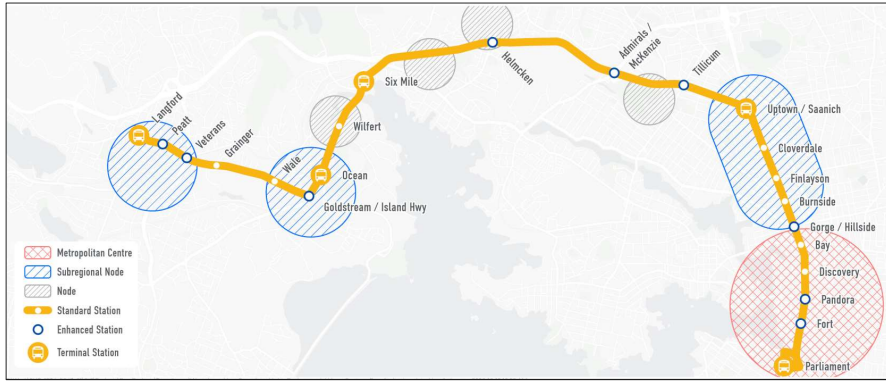 Langford
Peatt
Veterans
Grainger
Wale
Ocean
Goldstream / Island Hwy
Wilfert
Six Mile
Helmcken
Admirals /
McKenzie
Tillicum
Uptown / Saanich
Cloverdale
Finlayson
Burnside
Gorge / Hillside
Bay
Discovery
Pandora
Fort
Parliament
Metropolitan Centre
Subregional Node
Node
Standard Station
Enhanced Station
Terminal Station